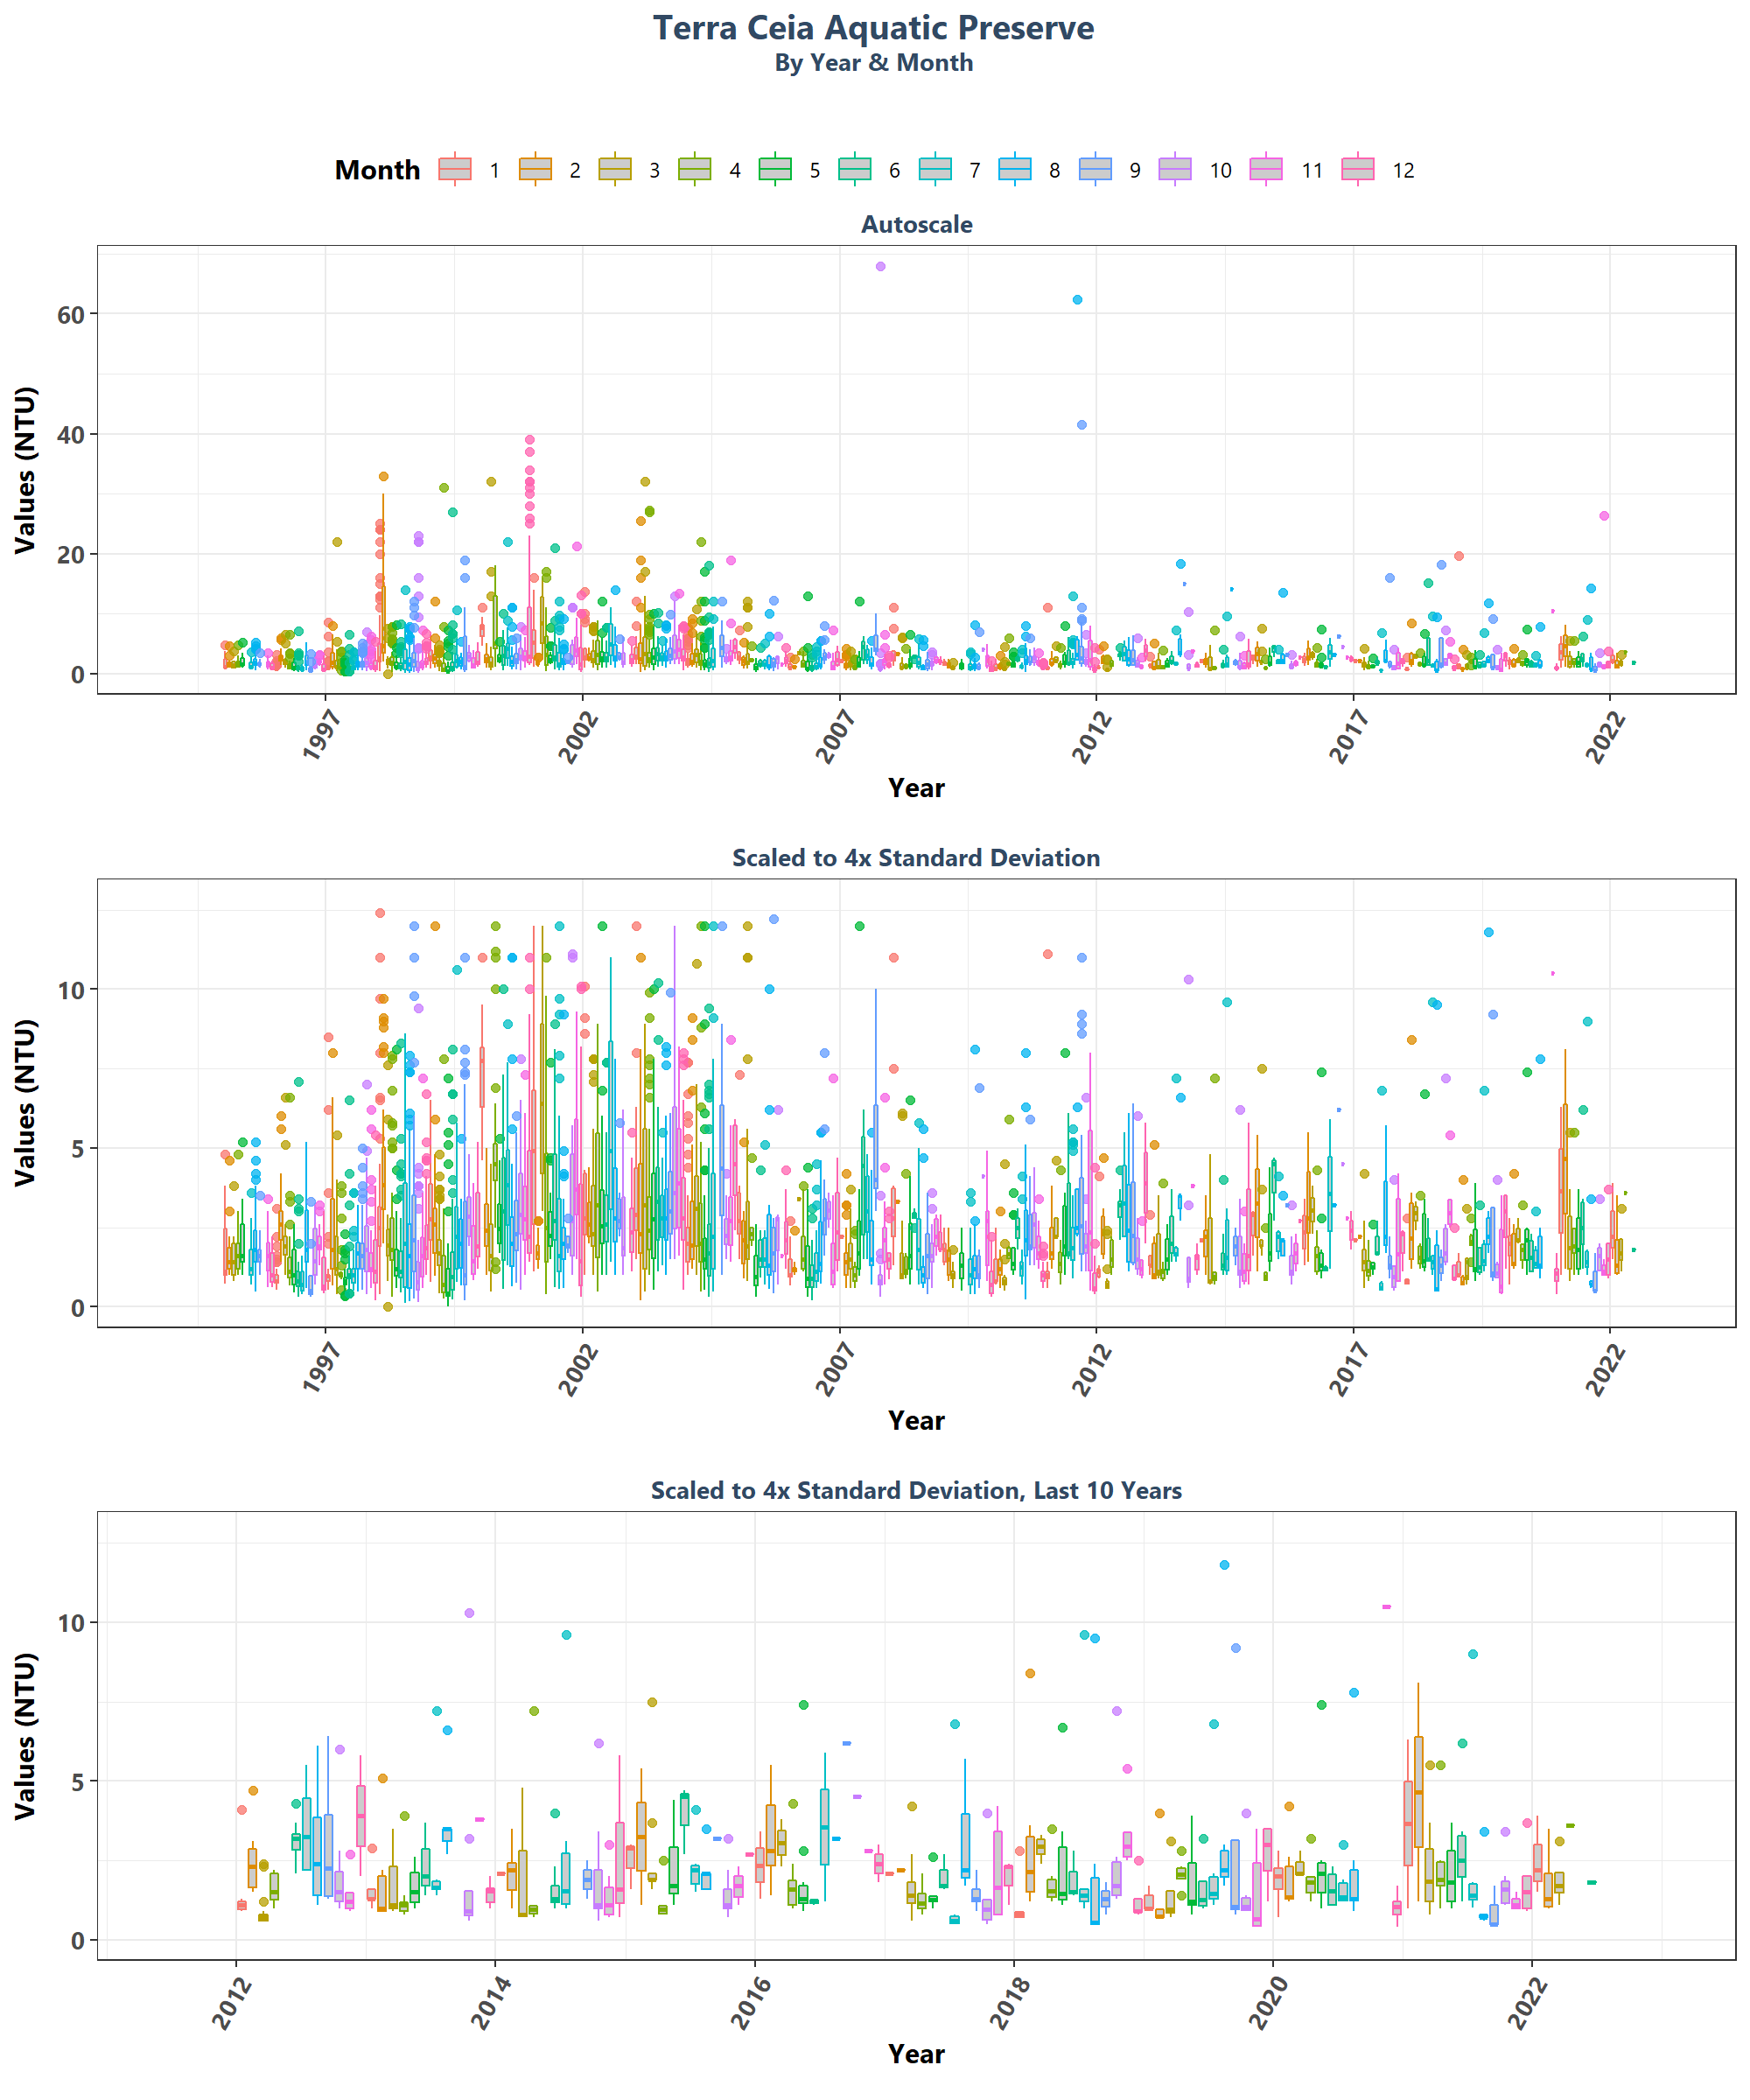 Terra Ceia Aquatic Preserve
By Year & Month
Month 1 2 3 4 5 6 7 8 9 10 11 12
Autoscale
Values (NTU)
60
40
20
0
1997 2002 2007 2012 2017 2022
Year
Scaled to 4x Standard Deviation
Values (NTU)
10
5
0
1997 2002 2007 2012 2017 2022
Year
Scaled to 4x Standard Deviation, Last 10 Years
Values (NTU)
10
5
0
2012 2014 2016 2018 2020 2022
Year